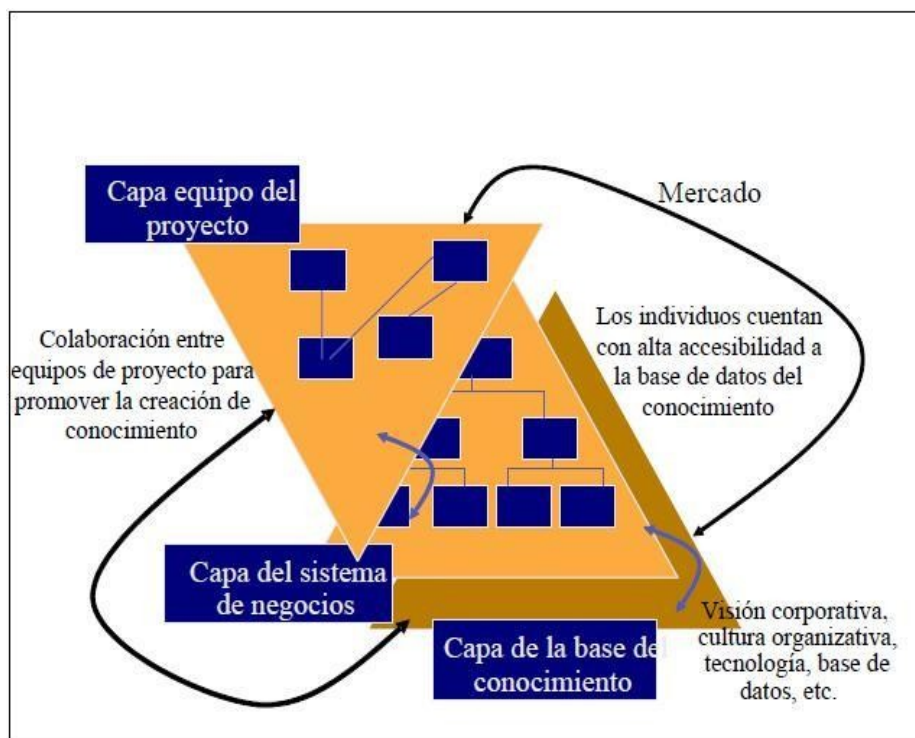 Capa equipo del
proyecto
Mercado
Colaboración entre
equipos de proyecto para
promover la creación de
conocimiento
Los individuos cuentan
con alta accesibilidad a
la base de datos del
conocimiento
Capa del sistema
de negocios
Capa de la base del
conocimiento
Visión corporativa,
cultura organizativa,
tecnología, base de
datos, etc.